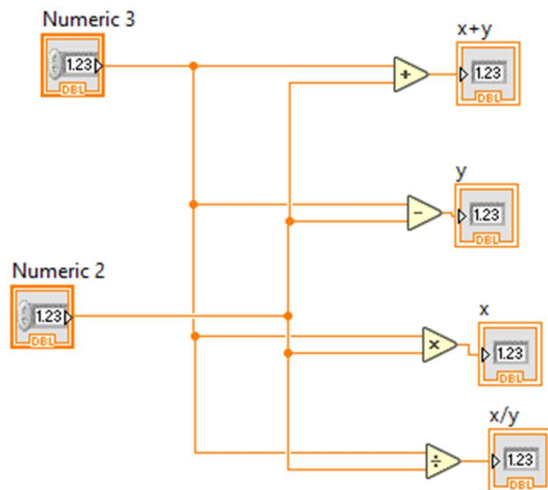 Numeric 3
1.23
DBL
x+y
+
1.23
DBL
y
−
1.23
DBL
Numeric 2
1.23
DBL
x
×
1.23
DBL
x/y
÷
1.23
DBL